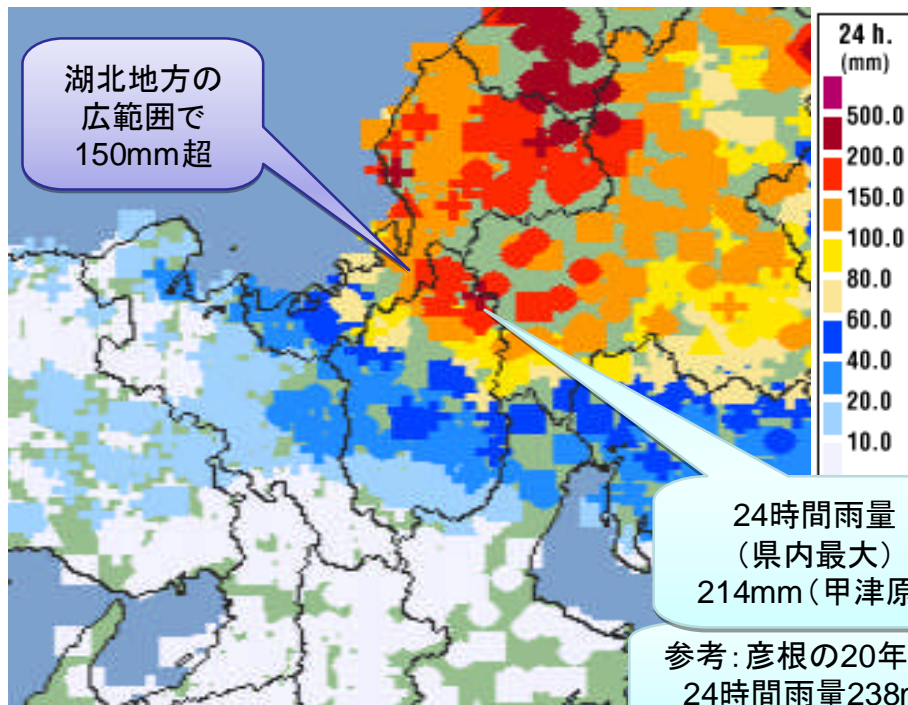 湖北地方の
広範囲で
150mm超
24 h.
(mm)
500.0
200.0
150.0
100.0
80.0
60.0
40.0
20.0
10.0
24時間雨量
（県内最大）
214mm（甲津原
参考：彦根の20年
24時間雨量238m